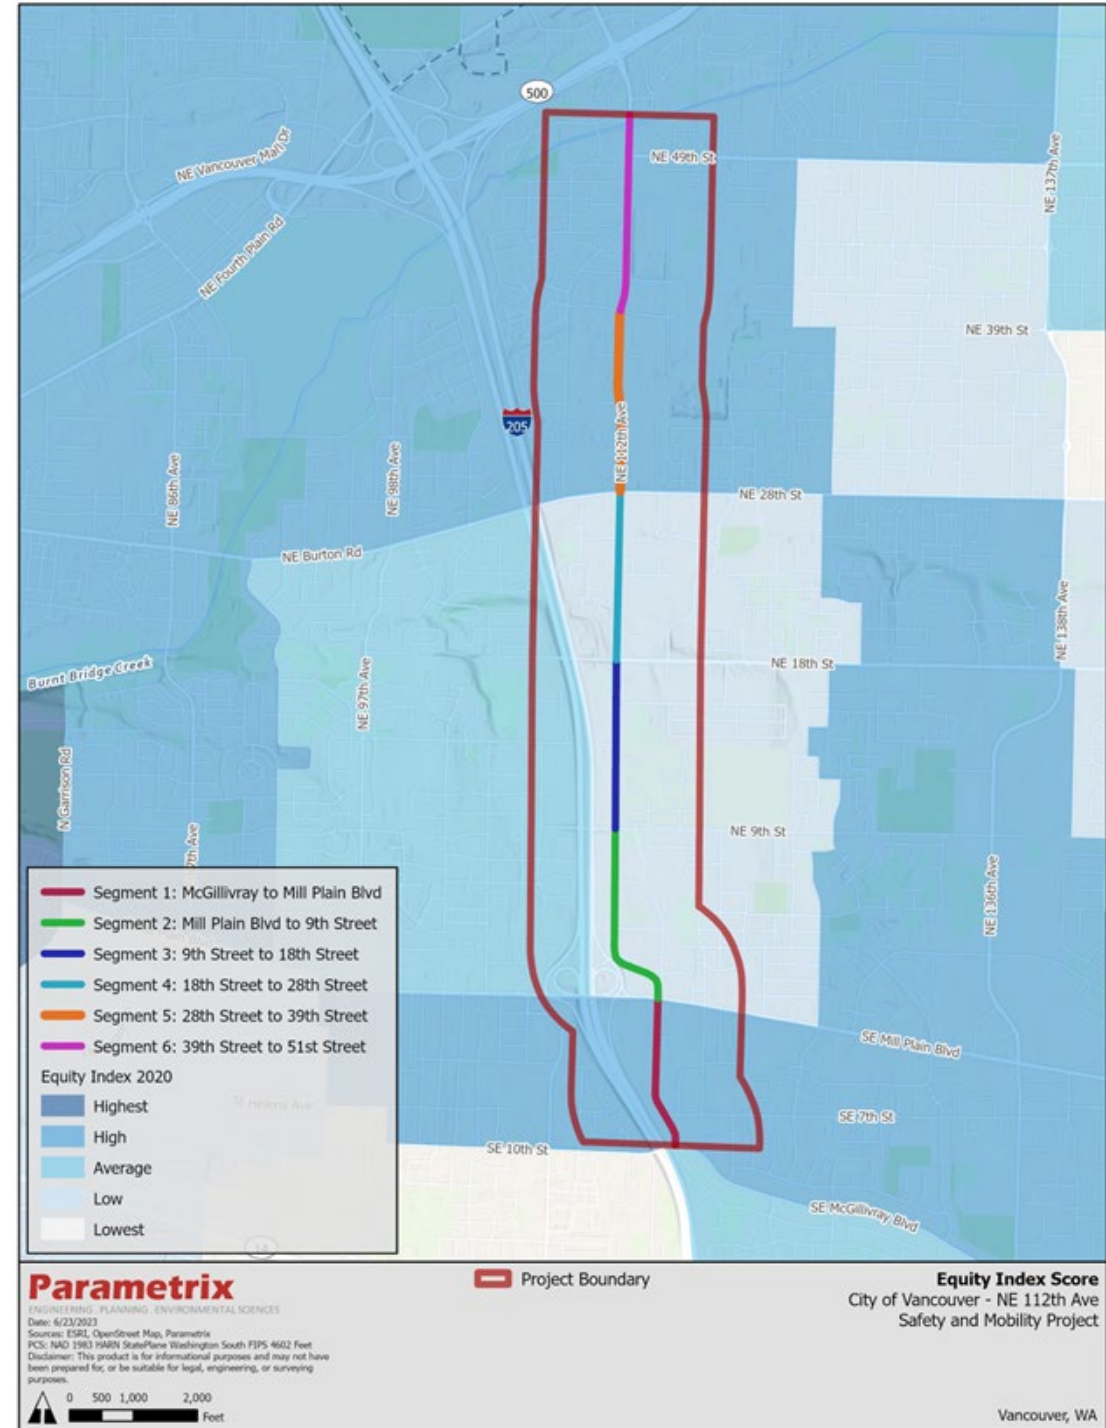 500
NE 49th St
NE Vancouver Mall Dr
NE 137th Ave
NE Fourth Plain Rd
NE 39th St
205
NE 112th Ave
NE 98th Ave
NE 86th Ave
NE 28th St
NE Burton Rd
NE 138th Ave
Burnt Bridge Creek
NE 18th St
NE 97th Ave
N Garrison Rd
7th Ave
NE 9th St
NE 136th Ave
Segment 1: McGillivray to Mill Plain Blvd
Segment 2: Mill Plain Blvd to 9th Street
Segment 3: 9th Street to 18th Street
Segment 4: 18th Street to 28th Street
Segment 5: 28th Street to 39th Street
Segment 6: 39th Street to 51st Street
Equity Index 2020
Highest
High
Average
Low
Lowest
SE Mill Plain Blvd
St Helens Ave
SE 7th St
SE 10th St
SE McGillivray Blvd
14
Parametrix
ENGINEERING . PLANNING . ENVIRONMENTAL SCIENCES
Date: 6/23/2023
Sources: ESRI, OpenStreet Map, Parametrix
PCS: NAD 1983 HARN StatePlane Washington South FIPS 4602 Feet
Disclaimer: This product is for informational purposes and may not have
been prepared for, or be suitable for legal, engineering, or surveying
purposes.
0 500 1,000 2,000
Feet
Project Boundary
Equity Index Score
City of Vancouver - NE 112th Ave
Safety and Mobility Project
Vancouver, WA